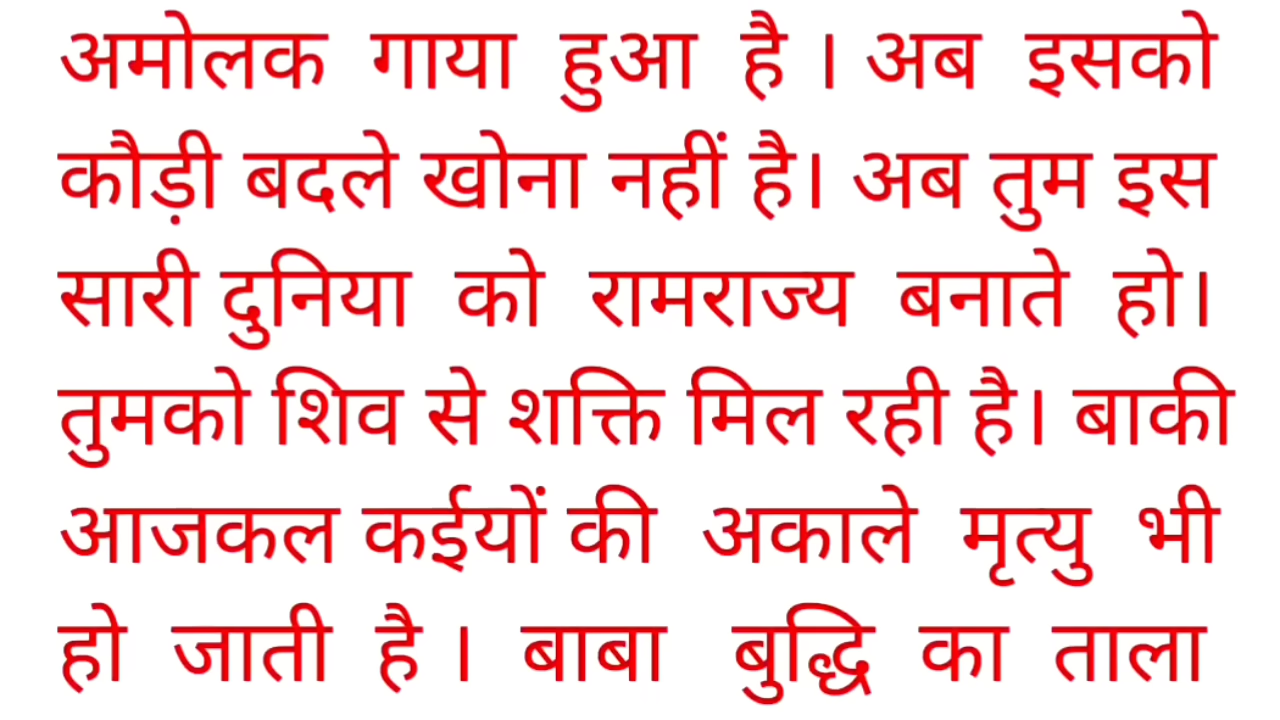 अमोलक गाया हुआ है । अब इसको
कौड़ी बदले खोना नहीं है। अब तुम इस
सारी दुनिया को रामराज्य बनाते हो।
तुमको शिव से शक्ति मिल रही है। बाकी
आजकल कईयों की अकाले मृत्यु भी
हो जाती है । बाबा बुद्धि का ताला